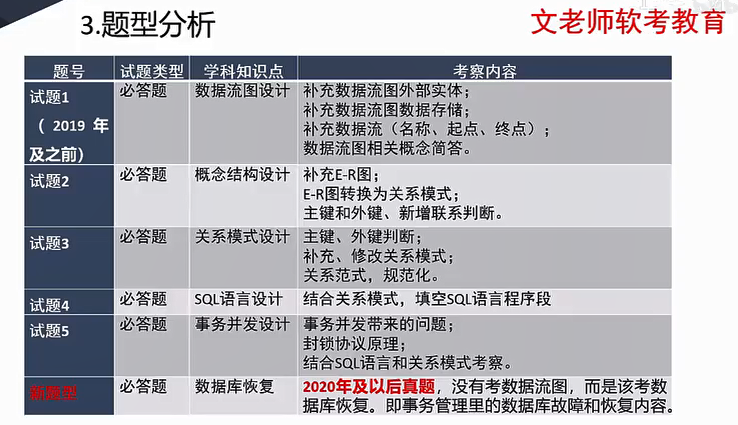 3.题型分析
文老师软考教育
题号 试题类型 学科知识点 考察内容
试题1
（ 2019 年
及之前）
必答题
数据流图设计
补充数据流图外部实体；
补充数据流图数据存储；
补充数据流（名称、起点、终点）；
数据流图相关概念简答。
试题2
必答题
概念结构设计
补充E-R图；
E-R图转换为关系模式；
主键和外键、新增联系判断。
试题3
必答题
关系模式设计
主键、外键判断；
补充、修改关系模式；
关系范式，规范化。
试题4
必答题
SQL语言设计
结合关系模式，填空SQL语言程序段
试题5
必答题
事务并发设计
事务并发带来的问题；
封锁协议原理；
结合SQL语言和关系模式考察。
新题型
必答题
数据库恢复
2020年及以后真题，没有考数据流图，而是该考数
据库恢复。即事务管理里的数据库故障和恢复内容。